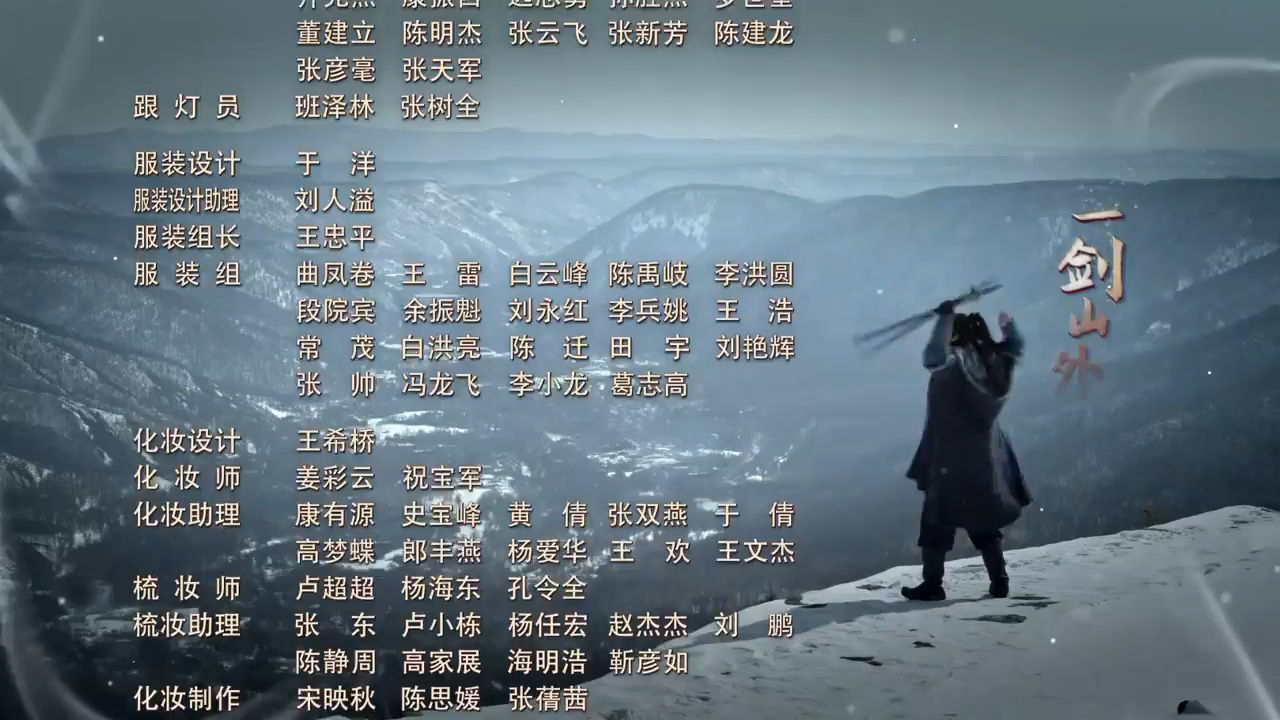 董建立 陈明杰 张云飞 张新芳 陈建龙
张彦毫 张天军
跟灯员 班泽林 张树全
服装设计 于洋
服装设计助理 刘人溢
服装组长 王忠平
服装组 曲凤卷 王雷 白云峰 陈禹岐 李洪圆
段院宾 余振魁 刘永红 李兵姚 王浩
常茂 白洪亮 陈迁 田宇 刘艳辉
张帅 冯龙飞 李小龙 葛志高
化妆设计 王希桥
化妆师 姜彩云 祝宝军
化妆助理 康有源 史宝峰 黄倩 张双燕 于倩
高梦蝶 郎丰燕 杨爱华 王欢 王文杰
梳妆师 卢超超 杨海东 孔令全
梳妆助理 张东 卢小栋 杨任宏 赵杰杰 刘鹏
陈静周 高家展 海明浩 靳彦如
化妆制作 宋映秋 陈思媛 张蒨茜
一剑山外